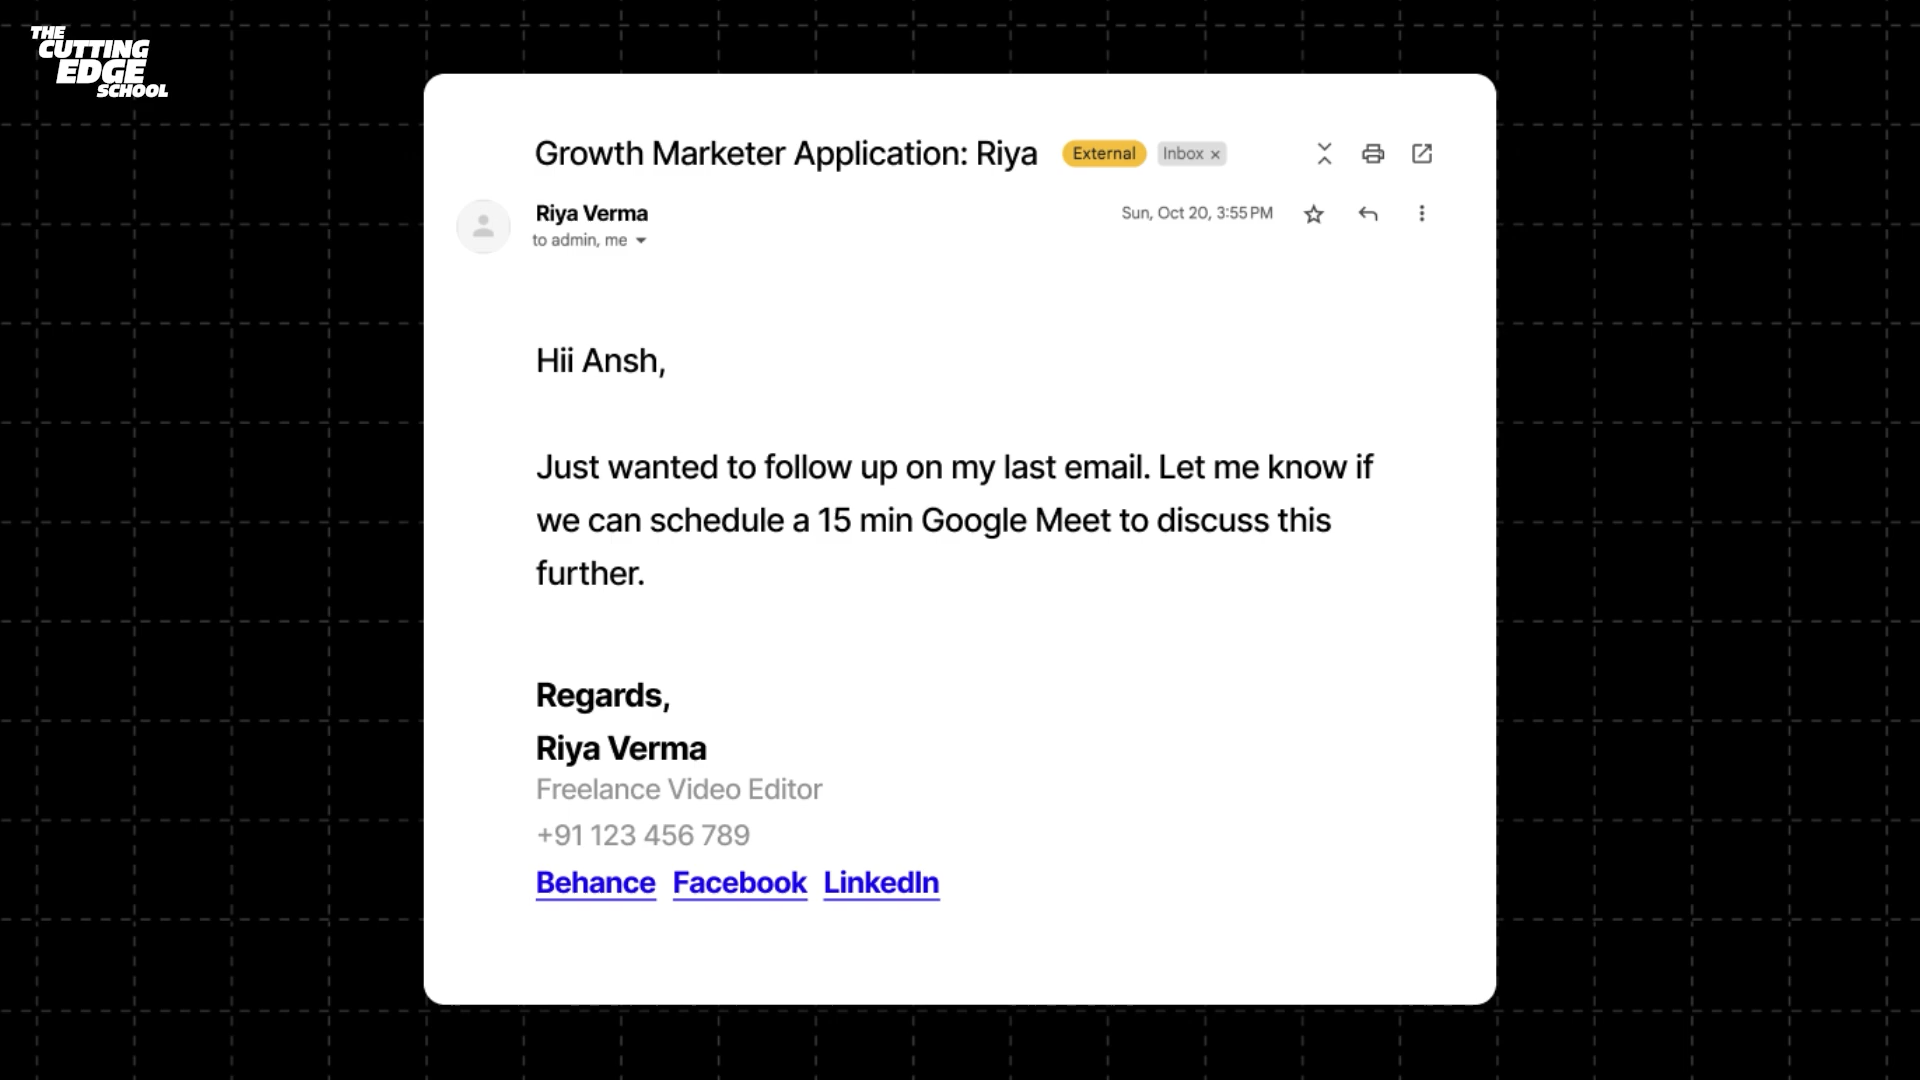 THE
CUTTING
EDGE
SCHOOL
Growth Marketer Application: Riya External Inbox ×
Riya Verma Sun, Oct 20, 3:55 PM
to admin, me
Hii Ansh,
Just wanted to follow up on my last email. Let me know if
we can schedule a 15 min Google Meet to discuss this
further.
Regards,
Riya Verma
Freelance Video Editor
+91 123 456 789
Behance Facebook LinkedIn